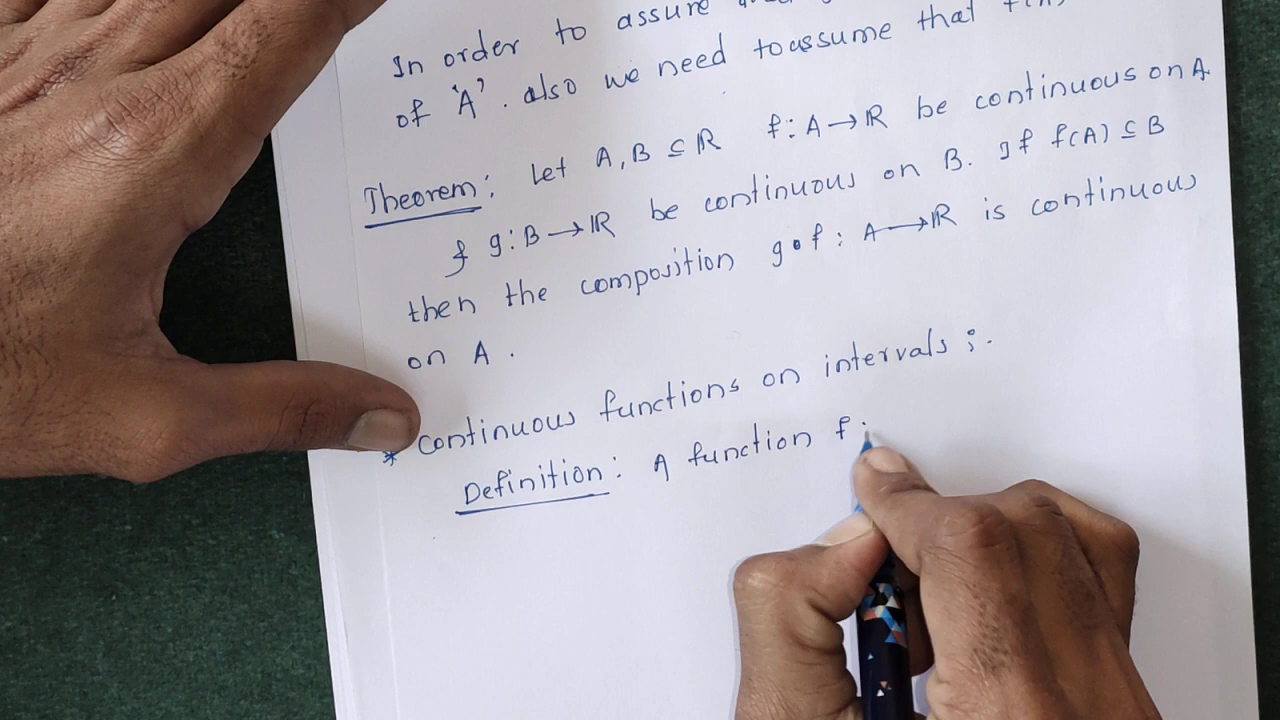 In order to assure
of 'A'. also we need to assume that
Theorem: Let A, B ⊆ ℝ f: A → ℝ be continuous on A
& g: B → ℝ be continuous on B. If f(A) ⊆ B
then the composition g∘f: A → ℝ is continuous
on A.
* Continuous functions on intervals :.
Definition: A function f: